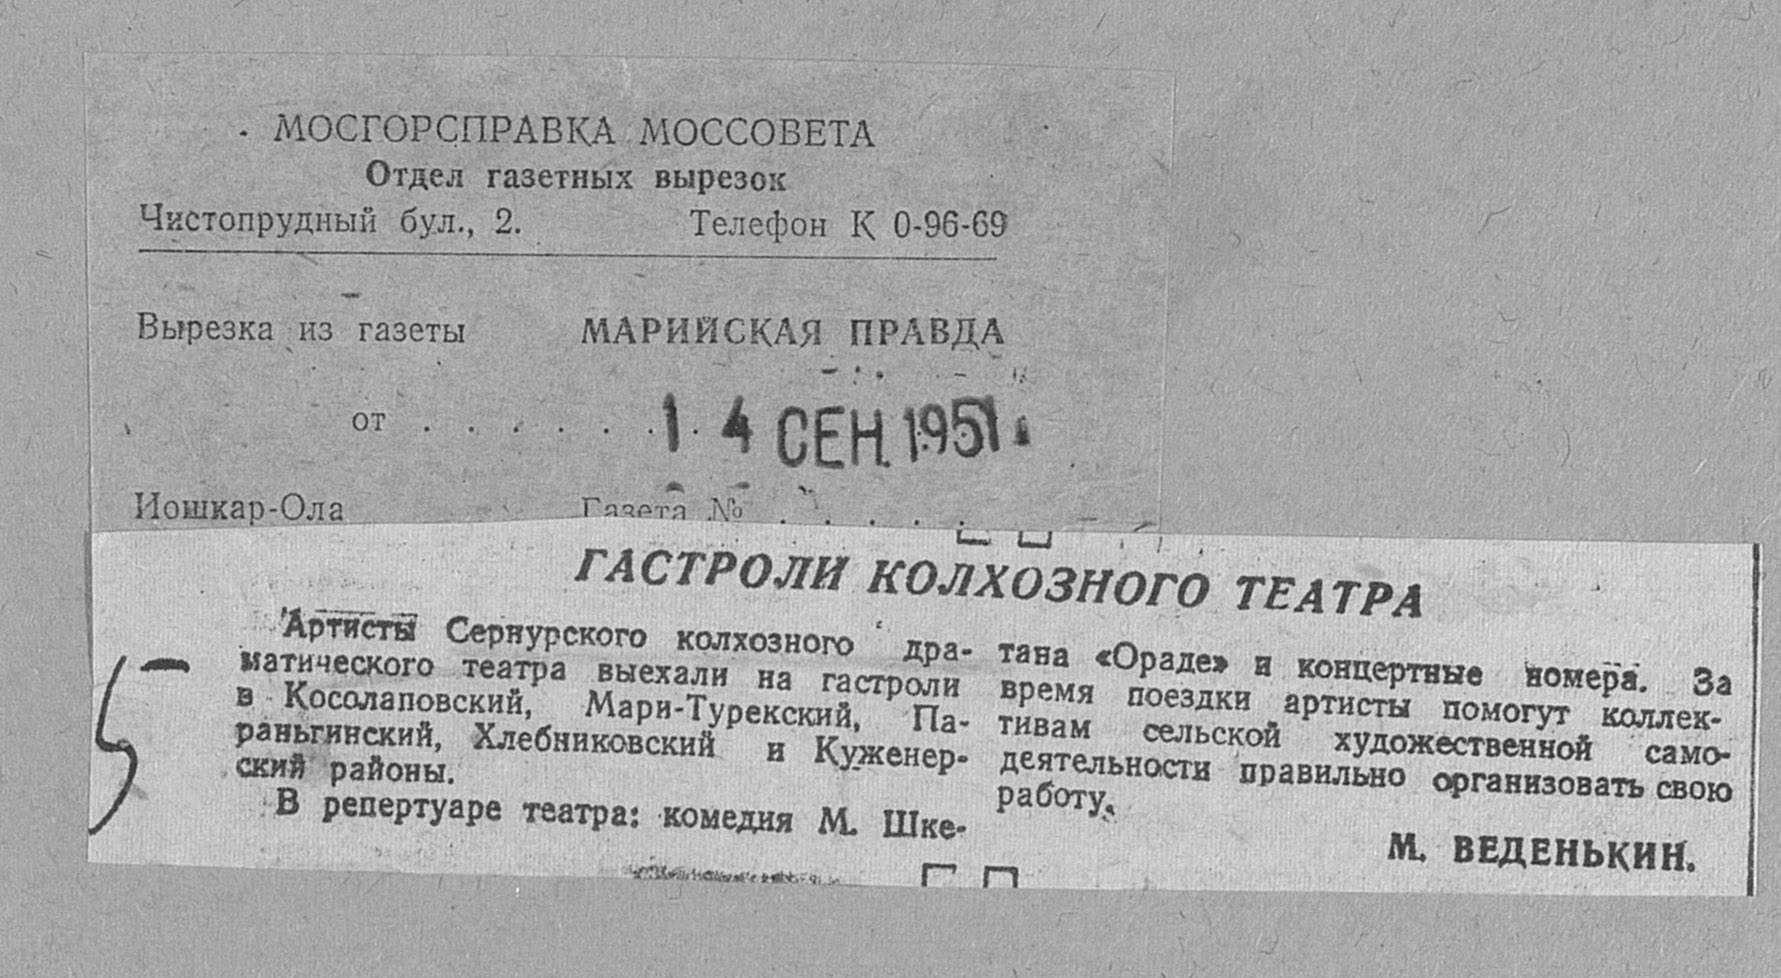 МОСГОРСПРАВКА МОССОВЕТА
Отдел газетных вырезок
Чистопрудный бул., 2. Телефон К 0-96-69
Вырезка из газеты МАРИЙСКАЯ ПРАВДА
от . . . . . . . 14 СЕН. 1951
Иошкар-Ола Газета № . . . . .
ГАСТРОЛИ КОЛХОЗНОГО ТЕАТРА
Артисты Сернурского колхозного дра-
матического театра выехали на гастроли
в Косолаповский, Мари-Турекский, Па-
раньгинский, Хлебниковский и Куженер-
ский районы.
В репертуаре театра: комедия М. Шке-
тана «Ораде» и концертные номера. За
время поездки артисты помогут коллек-
тивам сельской художественной само-
деятельности правильно организовать свою
работу.
М. ВЕДЕНЬКИН.
5